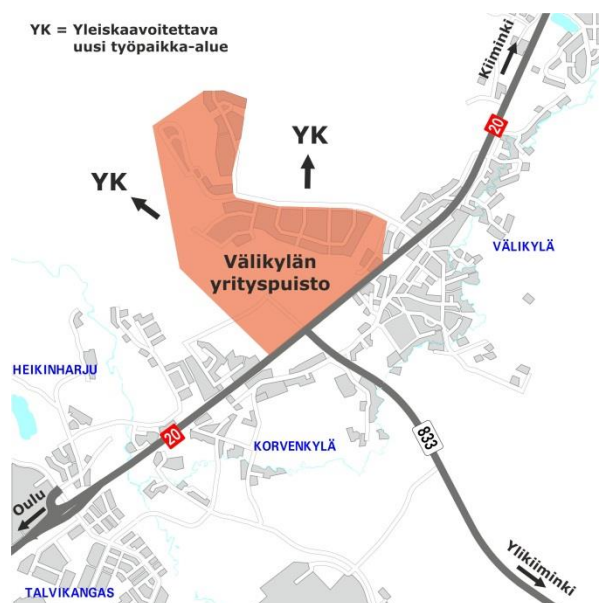 YK = Yleiskaavoitettava
uusi työpaikka-alue
Kiiminki
20
YK
YK
VÄLIKYLÄ
Välikylän
yrityspuisto
HEIKINHARJU
20
KORVENKYLÄ
833
Oulu
Ylikiiminki
TALVIKANGAS